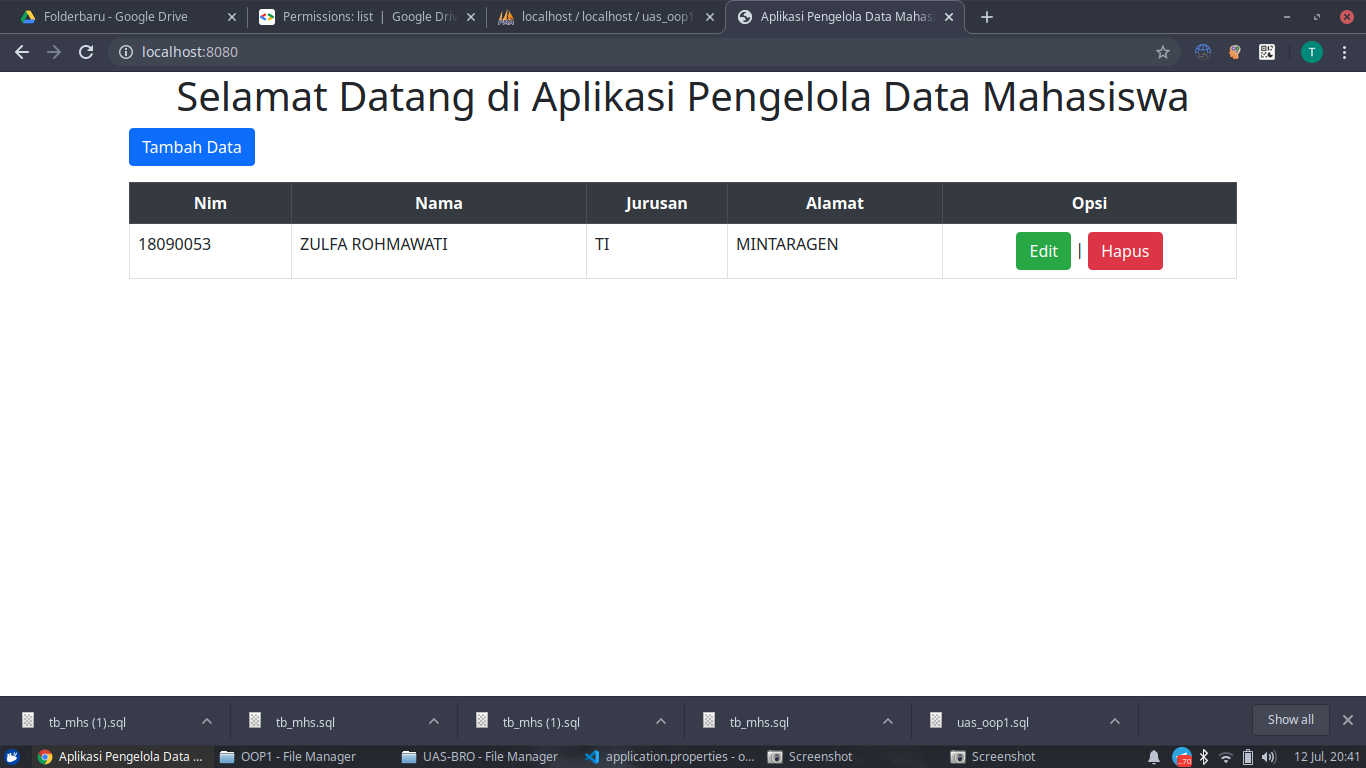 Folderbaru - Google Drive
Permissions: list | Google Driv
localhost / localhost / uas_oop1
Aplikasi Pengelola Data Mahas
localhost:8080
T
Selamat Datang di Aplikasi Pengelola Data Mahasiswa
Tambah Data
Nim Nama Jurusan Alamat Opsi
18090053 ZULFA ROHMAWATI TI MINTARAGEN Edit | Hapus
tb_mhs (1).sql tb_mhs.sql tb_mhs (1).sql tb_mhs.sql uas_oop1.sql Show all
Aplikasi Pengelola Data ... OOP1 - File Manager UAS-BRO - File Manager application.properties - o... Screenshot Screenshot ..70 12 Jul, 20:41